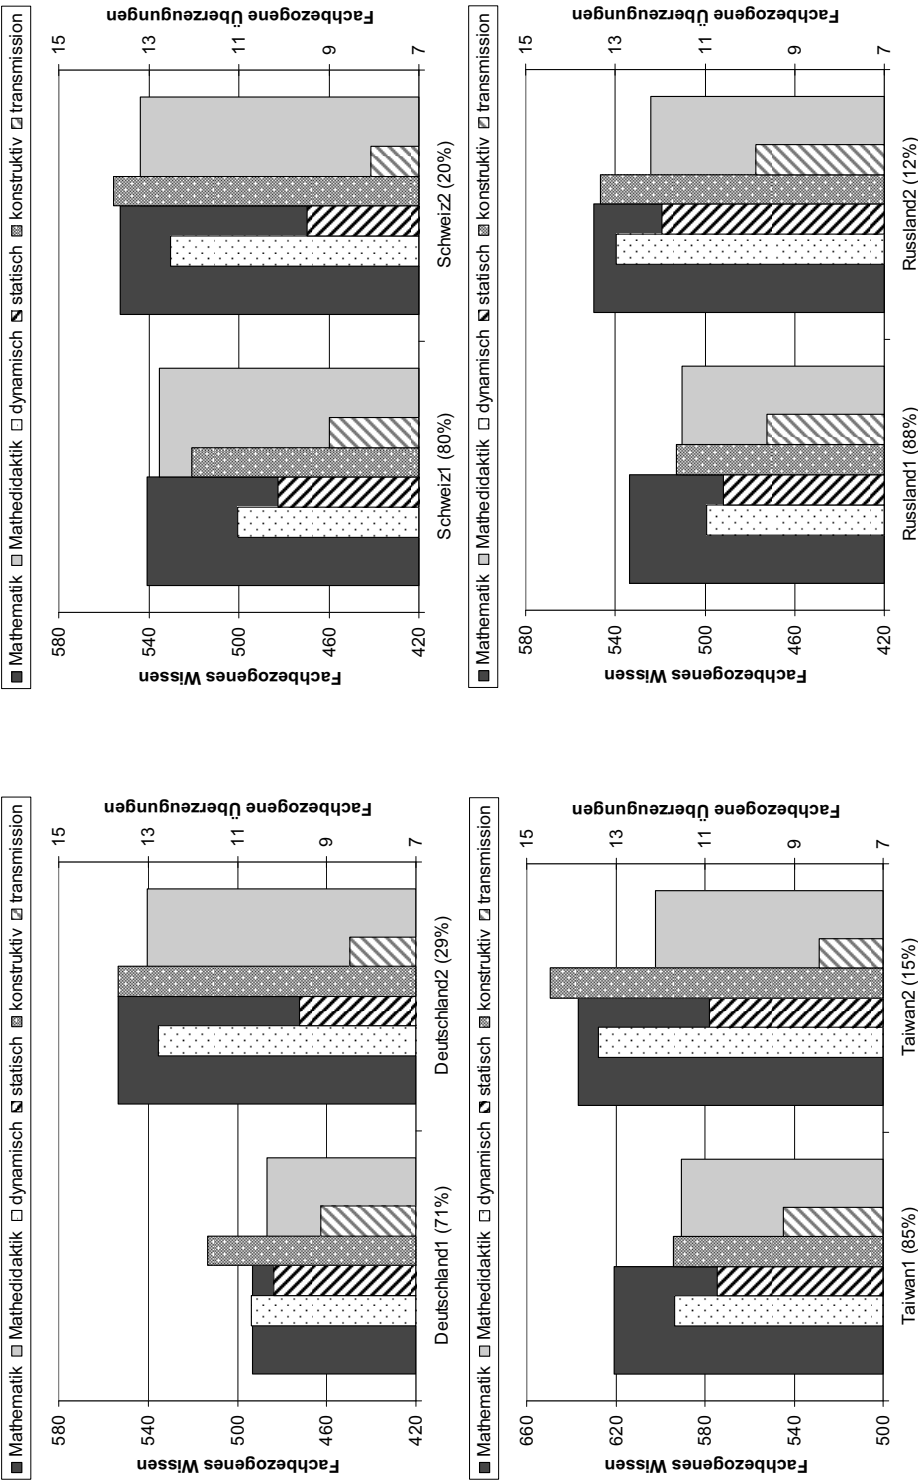 ■ Mathematik □ Mathedidaktik □ dynamisch statisch konstruktiv transmission
Fachbezogenes Wissen
580
540
500
460
420
15
13
11
9
7
Fachbezogene Überzeugungen
Deutschland1 (71%)
Deutschland2 (29%)
Mathematik Mathedidaktik dynamisch statisch konstruktiv transmission
Fachbezogenes Wissen
580
540
500
460
420
15
13
11
9
7
Fachbezogene Überzeugungen
Schweiz1 (80%)
Schweiz2 (20%)
Mathematik Mathedidaktik dynamisch statisch konstruktiv transmission
Fachbezogenes Wissen
660
620
580
540
500
15
13
11
9
7
Fachbezogene Überzeugungen
Taiwan1 (85%)
Taiwan2 (15%)
Mathematik Mathedidaktik dynamisch statisch konstruktiv transmission
Fachbezogenes Wissen
580
540
500
460
420
15
13
11
9
7
Fachbezogene Überzeugungen
Russland1 (88%)
Russland2 (12%)